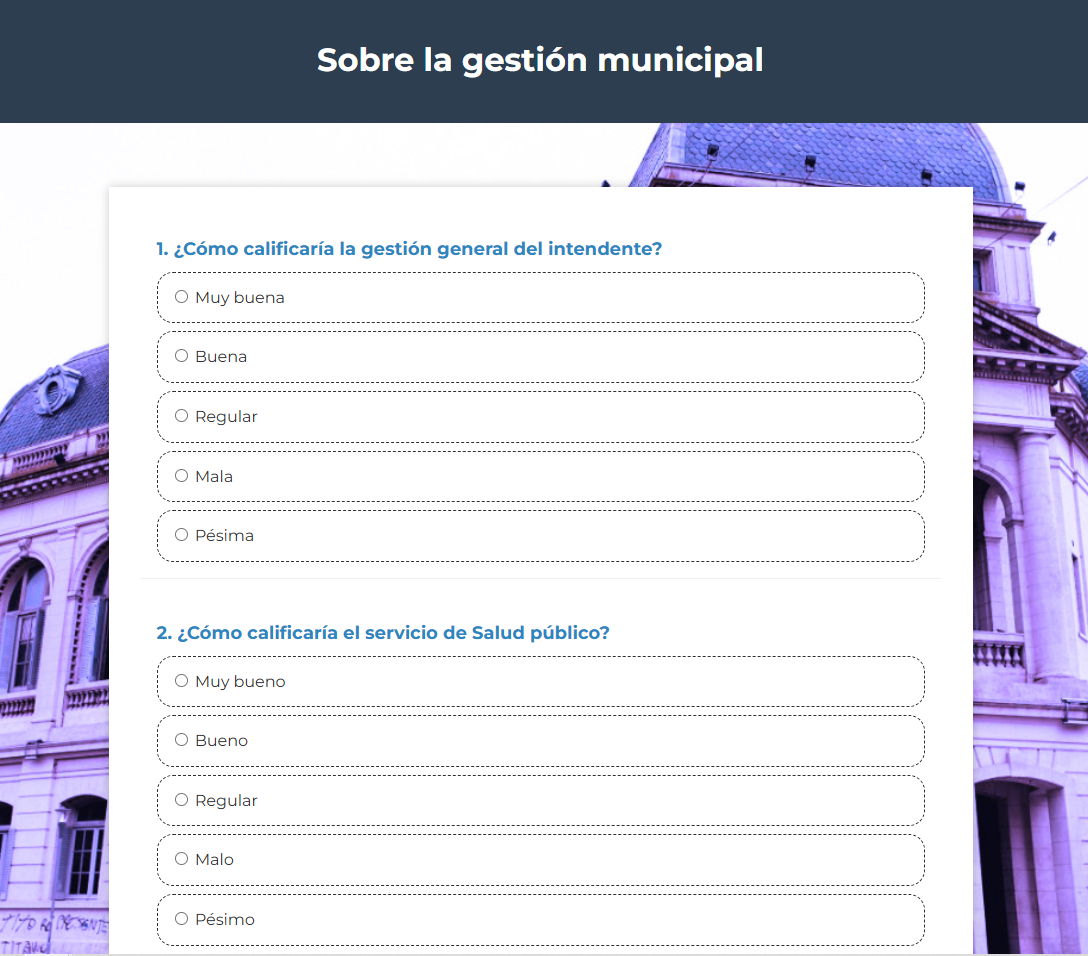 Sobre la gestión municipal
1. ¿Cómo calificaría la gestión general del intendente?
Muy buena
Buena
Regular
Mala
Pésima
2. ¿Cómo calificaría el servicio de Salud público?
Muy bueno
Bueno
Regular
Malo
Pésimo